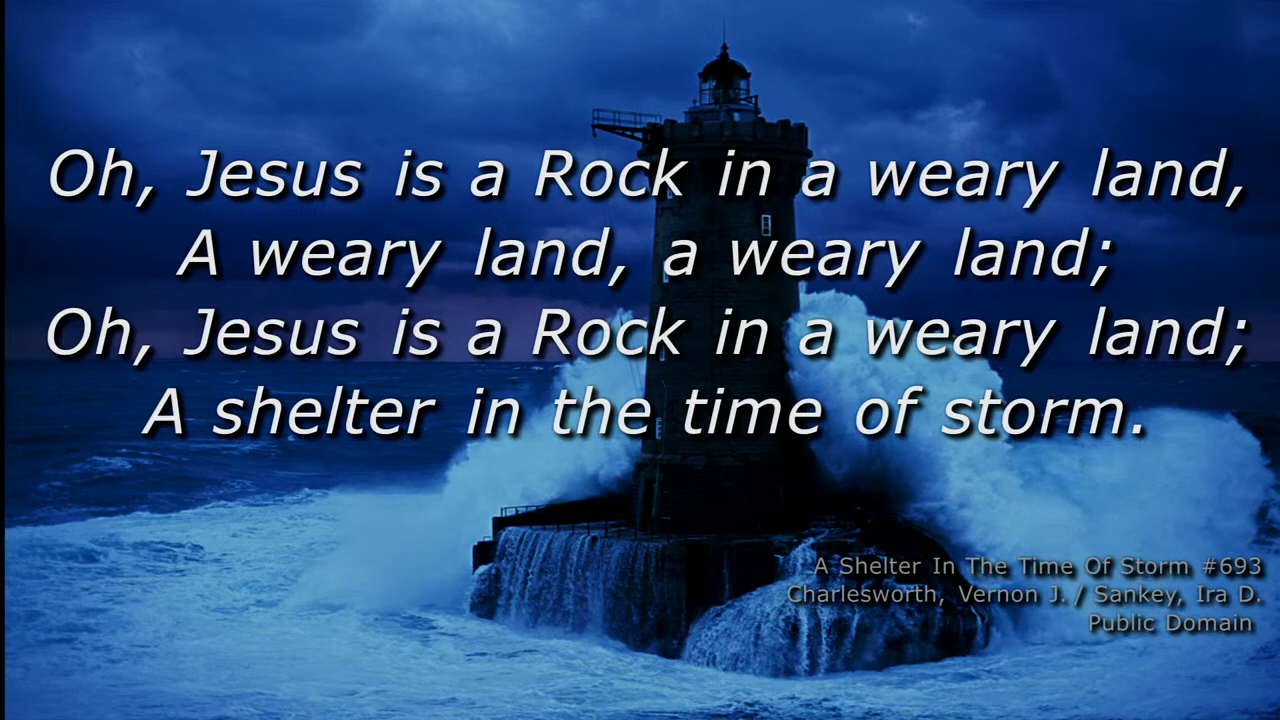 Oh, Jesus is a Rock in a weary land,
A weary land, a weary land;
Oh, Jesus is a Rock in a weary land;
A shelter in the time of storm.
A Shelter In The Time Of Storm #693
Charlesworth, Vernon J. / Sankey, Ira D.
Public Domain